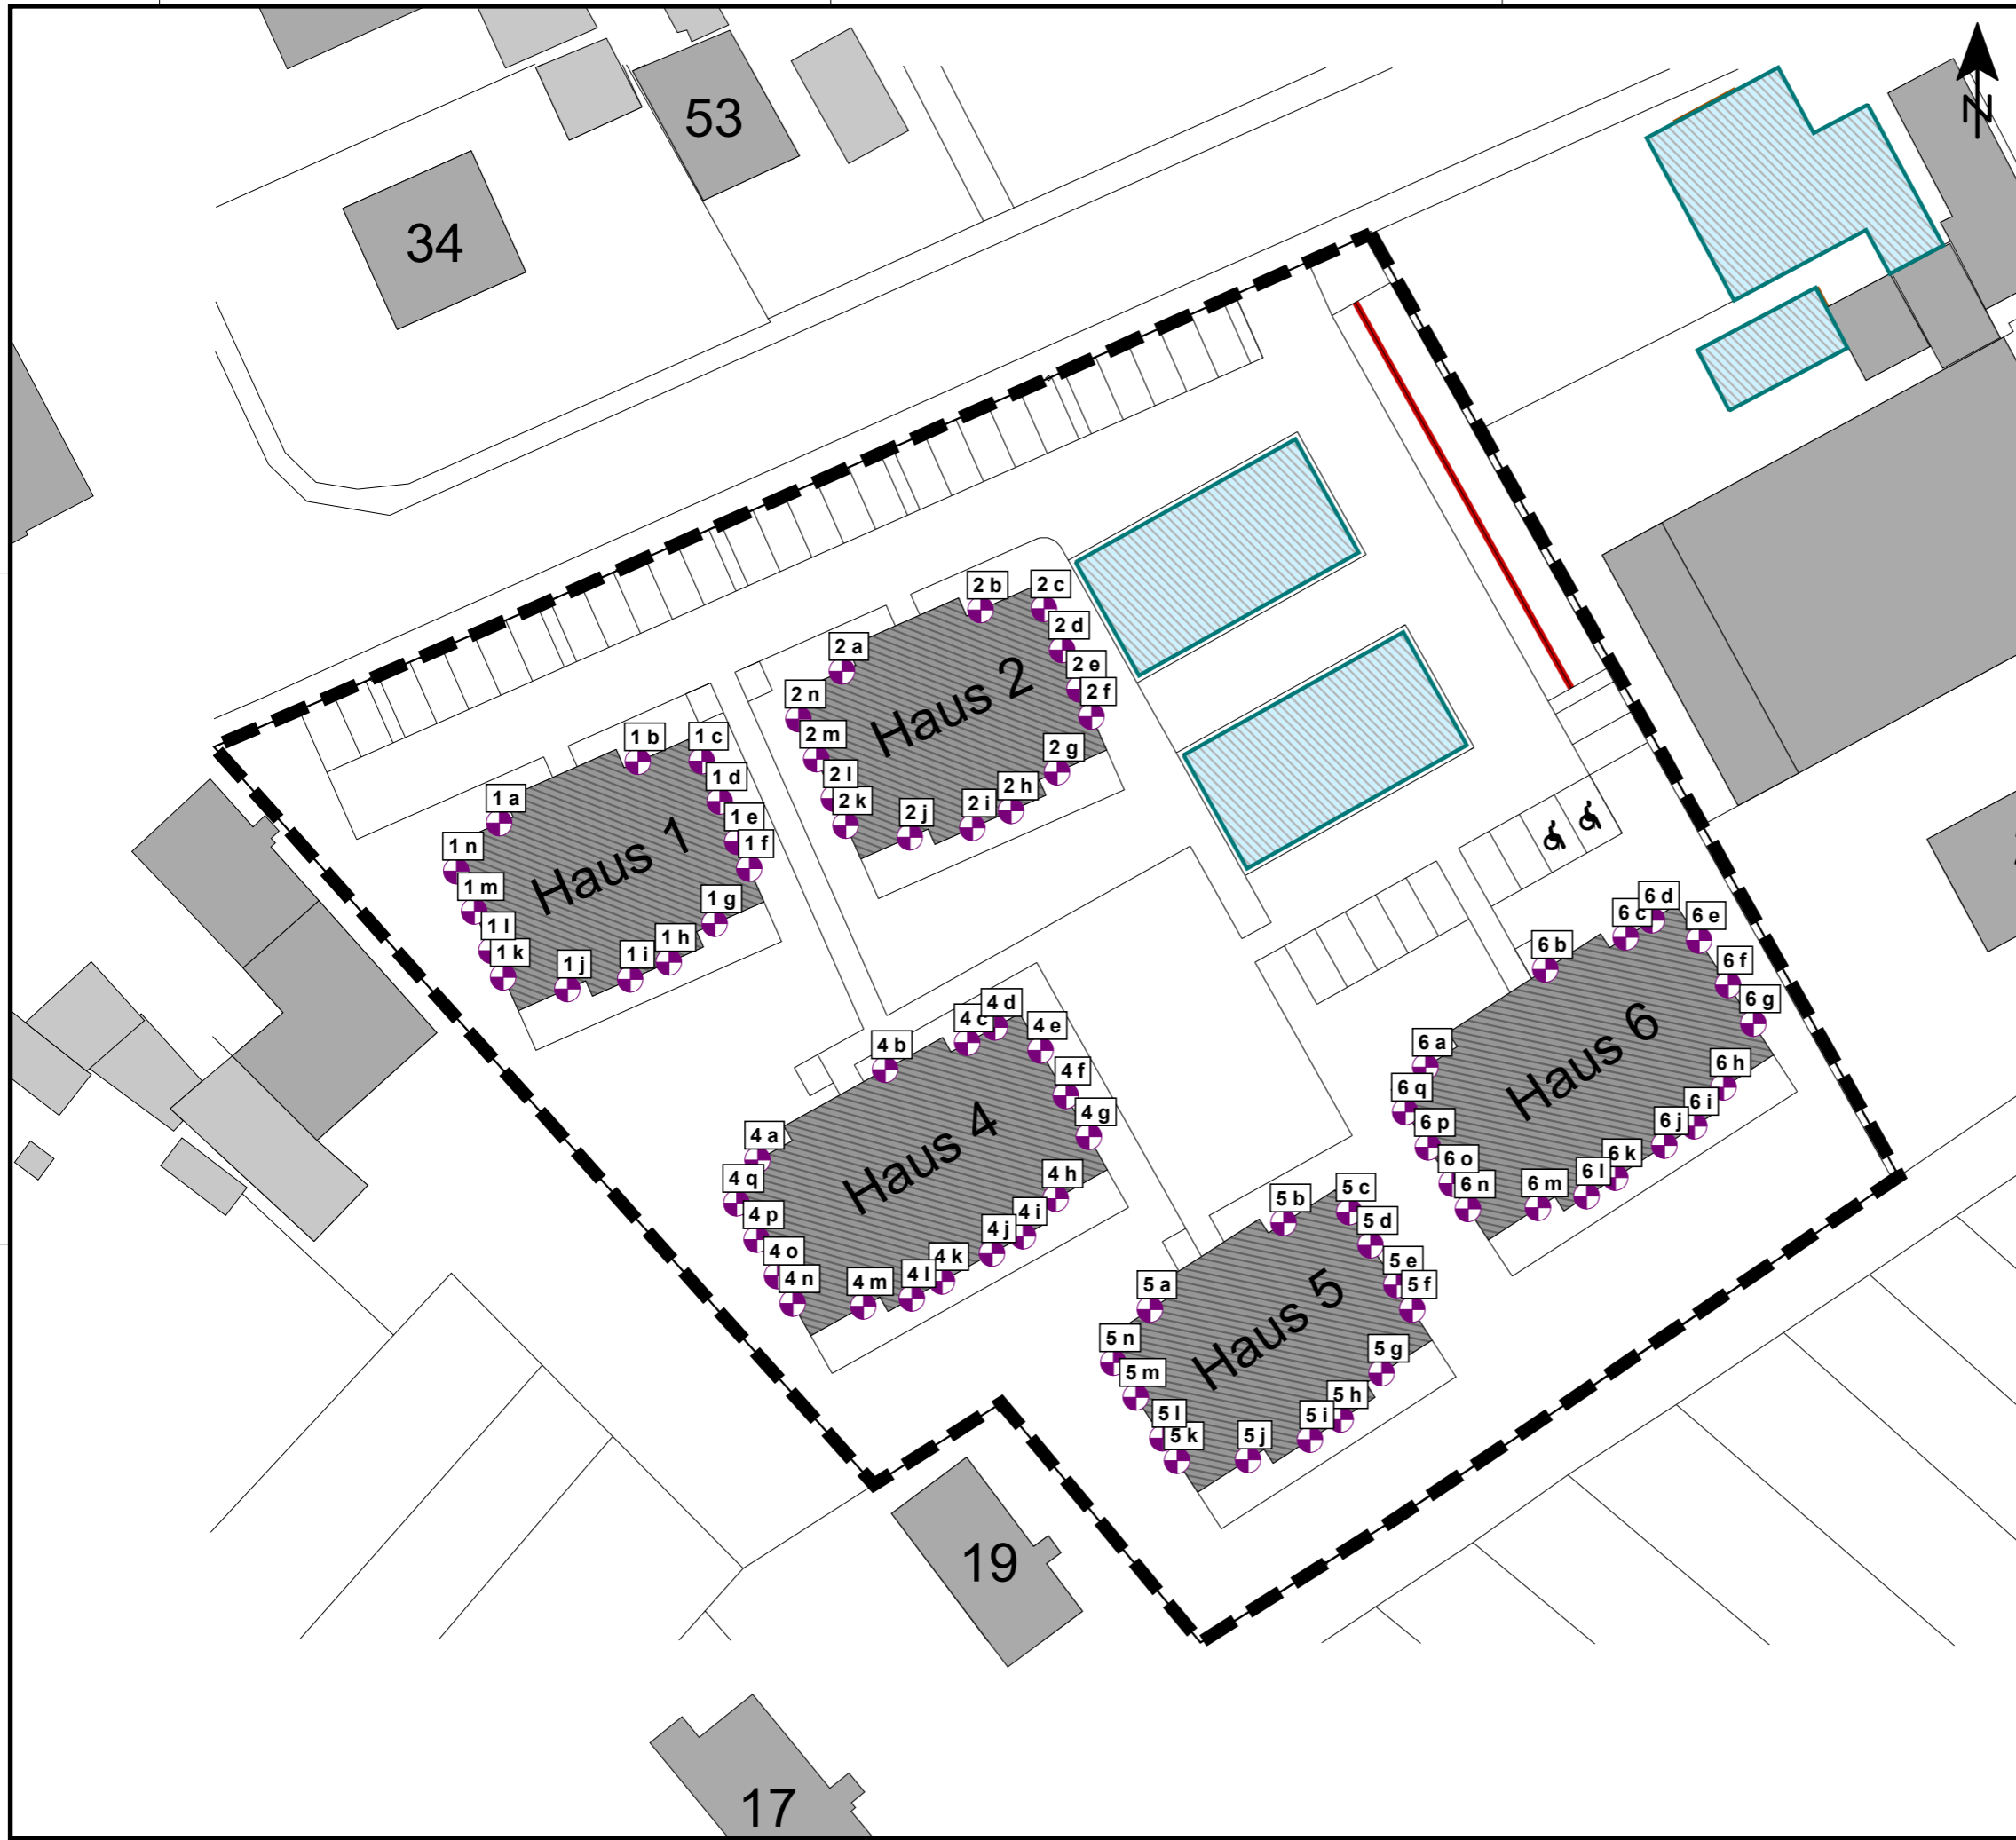 N
53
34
2 b
2 c
2 d
2 a
2 e
2 f
2 n
Haus 2
2 m
2 g
2 l
2 h
2 k
2 i
2 j
1 b
1 c
1 d
1 a
1 e
1 f
1 n
Haus 1
1 m
1 g
1 l
1 h
1 k
1 i
1 j
6 d
6 c
6 e
6 b
6 f
6 g
6 a
Haus 6
6 h
6 q
6 i
6 p
6 j
6 k
6 o
6 l
6 n
6 m
4 d
4 c
4 e
4 b
4 f
4 g
4 a
Haus 4
4 h
4 q
4 i
4 p
4 j
4 o
4 k
4 l
4 n
4 m
5 c
5 b
5 d
5 e
5 a
5 f
5 n
Haus 5
5 g
5 m
5 h
5 l
5 i
5 k
5 j
19
17